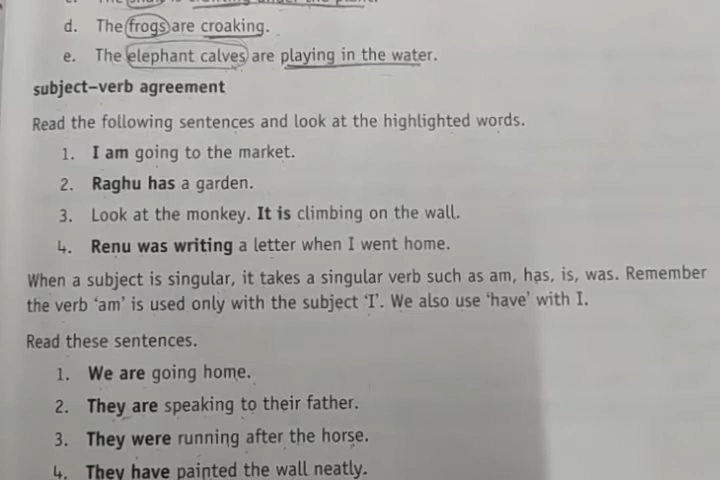 d. The frogs are croaking.
e. The elephant calves are playing in the water.
subject–verb agreement
Read the following sentences and look at the highlighted words.
1. I am going to the market.
2. Raghu has a garden.
3. Look at the monkey. It is climbing on the wall.
4. Renu was writing a letter when I went home.
When a subject is singular, it takes a singular verb such as am, has, is, was. Remember
the verb ‘am’ is used only with the subject ‘I’. We also use ‘have’ with I.
Read these sentences.
1. We are going home.
2. They are speaking to their father.
3. They were running after the horse.
4. They have painted the wall neatly.